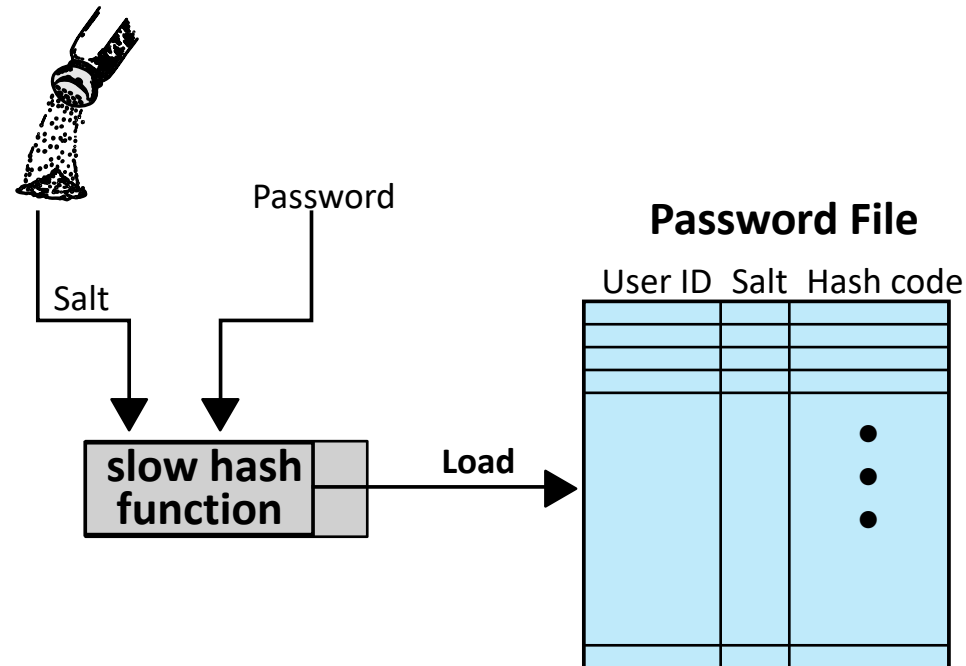 Password
Salt
slow hash
function
Load
Password File
User ID Salt Hash code